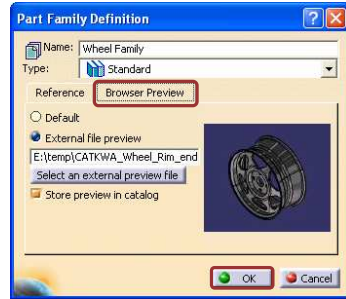 Part Family Definition
Name: Wheel Family
Type: Standard
Reference Browser Preview
Default
External file preview
E:\temp\CATKWA_Wheel_Rim_end
Select an external preview file
Store preview in catalog
OK Cancel